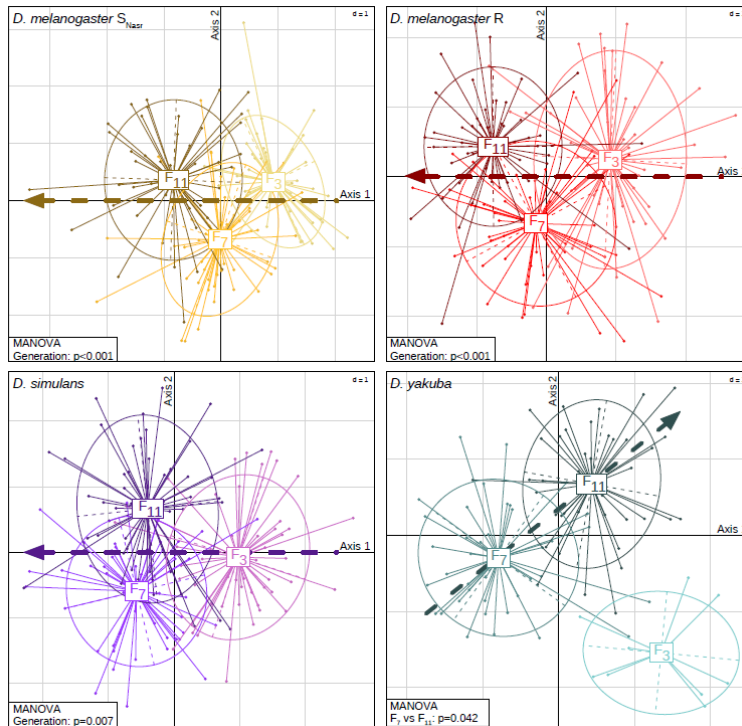 D. melanogaster S_Nasr
Axis 2
d = 1
F11
F3
Axis 1
F7
MANOVA
Generation: p<0.001
D. melanogaster R
Axis 2
d =
F11
F3
Axis
F7
MANOVA
Generation: p<0.001
D. simulans
Axis 2
d = 1
F11
Axis 1
F3
F7
MANOVA
Generation: p=0.007
D. yakuba
Axis 2
d =
F11
Axis
F7
F3
MANOVA
F7 vs F11: p=0.042